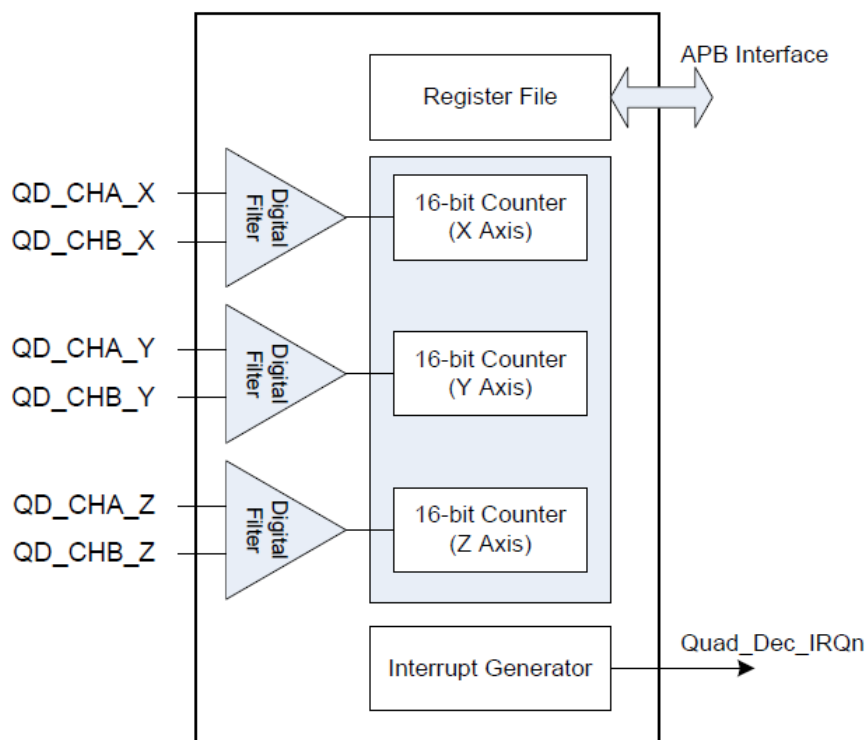 APB Interface
Register File
QD_CHA_X
QD_CHB_X
Digital
Filter
16-bit Counter
(X Axis)
QD_CHA_Y
QD_CHB_Y
Digital
Filter
16-bit Counter
(Y Axis)
QD_CHA_Z
QD_CHB_Z
Digital
Filter
16-bit Counter
(Z Axis)
Interrupt Generator
Quad_Dec_IRQn